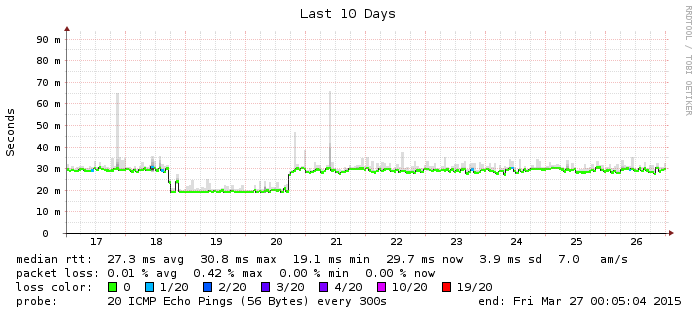 Last 10 Days
RRDTOOL / TOBI OETIKER
Seconds
90 m
80 m
70 m
60 m
50 m
40 m
30 m
20 m
10 m
0
17 18 19 20 21 22 23 24 25 26
median rtt: 27.3 ms avg 30.8 ms max 19.1 ms min 29.7 ms now 3.9 ms sd 7.0 am/s
packet loss: 0.01 % avg 0.42 % max 0.00 % min 0.00 % now
loss color: 0 1/20 2/20 3/20 4/20 10/20 19/20
probe: 20 ICMP Echo Pings (56 Bytes) every 300s end: Fri Mar 27 00:05:04 2015